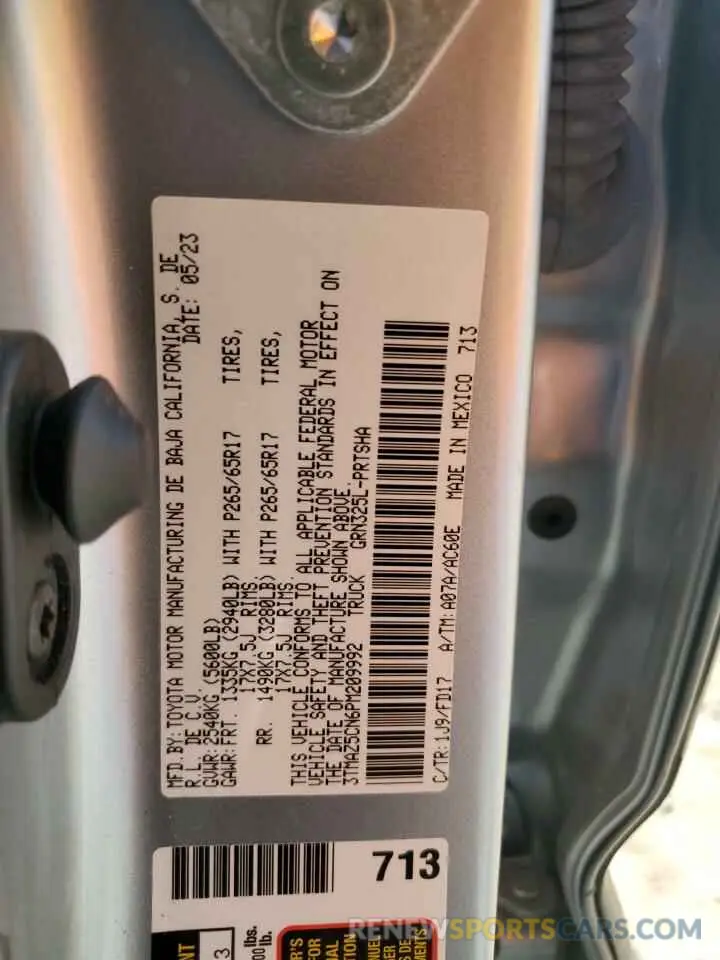 MFD.BY:TOYOTA MOTOR MANUFACTURING DE BAJA CALIFORNIA, S. DE
R.L. DE C.V. DATE: 05/23
GVWR:2540KG (5600LB)
GAWR:FRT. 1335KG (2940LB) WITH P265/65R17 TIRES,
17X7.5J RIMS,
RR. 1490KG (3280LB) WITH P265/65R17 TIRES,
17X7.5J RIMS.
THIS VEHICLE CONFORMS TO ALL APPLICABLE FEDERAL MOTOR
VEHICLE SAFETY AND THEFT PREVENTION STANDARDS IN EFFECT ON
THE DATE OF MANUFACTURE SHOWN ABOVE.
3TMAZ5CN6PM209992 TRUCK GRN325L-PRTSHA
C/TR:1J9/FD17 A/TM:A07A/AC60E MADE IN MEXICO 713
713
lbs.
lb.
FOR
RENEWSPORTSCARS.COM